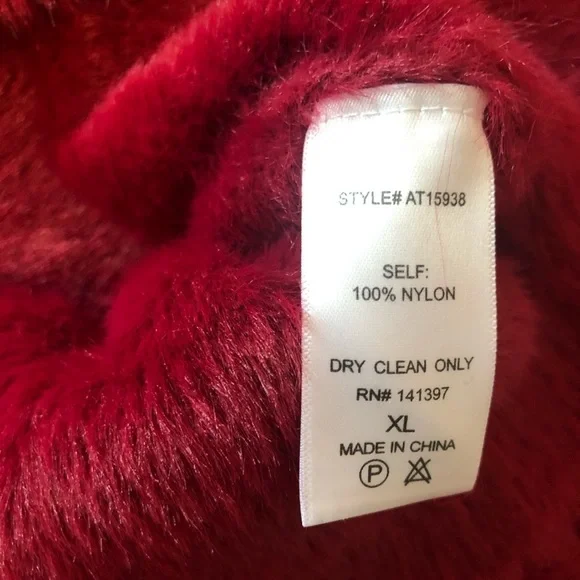 STYLE# AT15938
SELF:
100% NYLON
DRY CLEAN ONLY
RN# 141397
XL
MADE IN CHINA
P